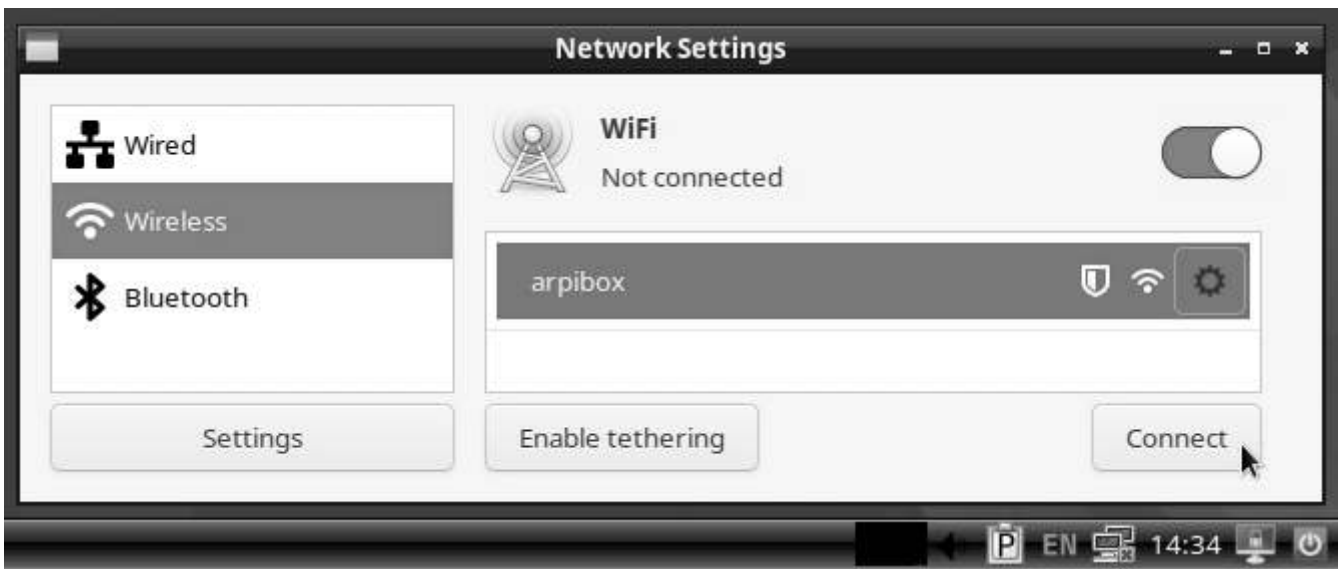 Network Settings
Wired
Wireless
Bluetooth
Settings
WiFi
Not connected
arpibox
Enable tethering
Connect
P EN 14:34